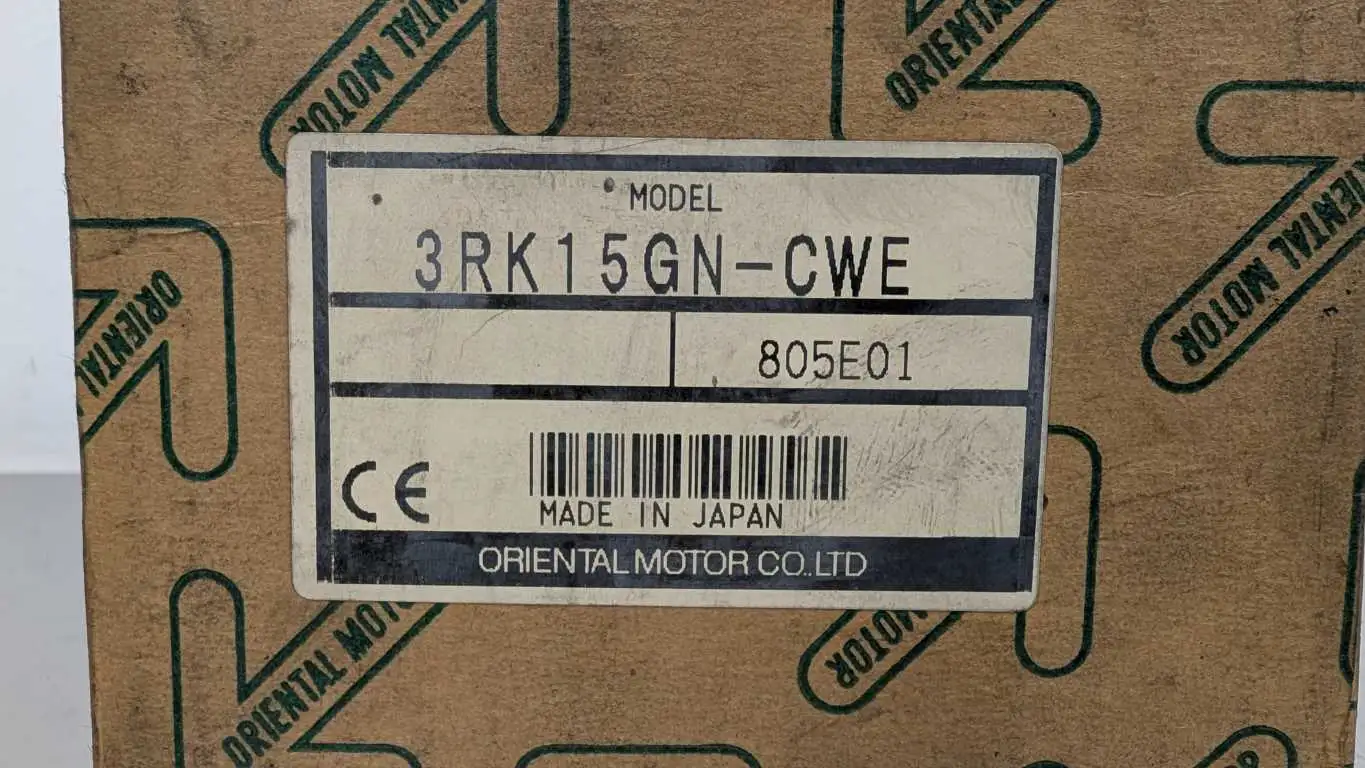 ORIENTAL MOTOR
ORIENTAL
MODEL
3RK15GN-CWE
ORIENTAL MOTOR
ORIENTAL
805E01
CE
MADE IN JAPAN
ORIENTAL MOTOR CO.,LTD
ORIENTAL MOTOR
MOTOR
OR